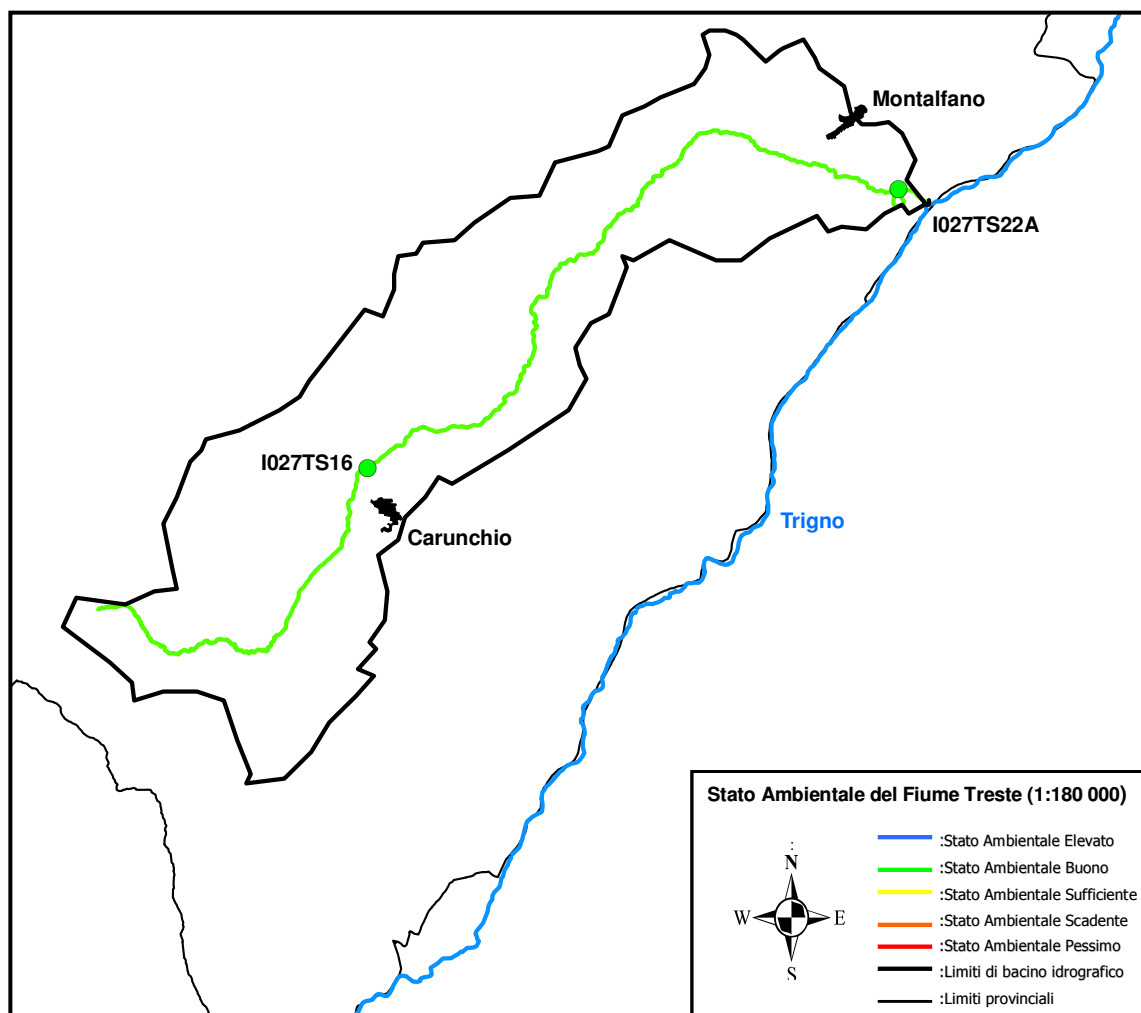 Montalfano
I027TS22A
I027TS16
Carunchio
Trigno
Stato Ambientale del Fiume Treste (1:180 000)
:
N
W
E
S
:Stato Ambientale Elevato
:Stato Ambientale Buono
:Stato Ambientale Sufficiente
:Stato Ambientale Scadente
:Stato Ambientale Pessimo
:Limiti di bacino idrografico
:Limiti provinciali